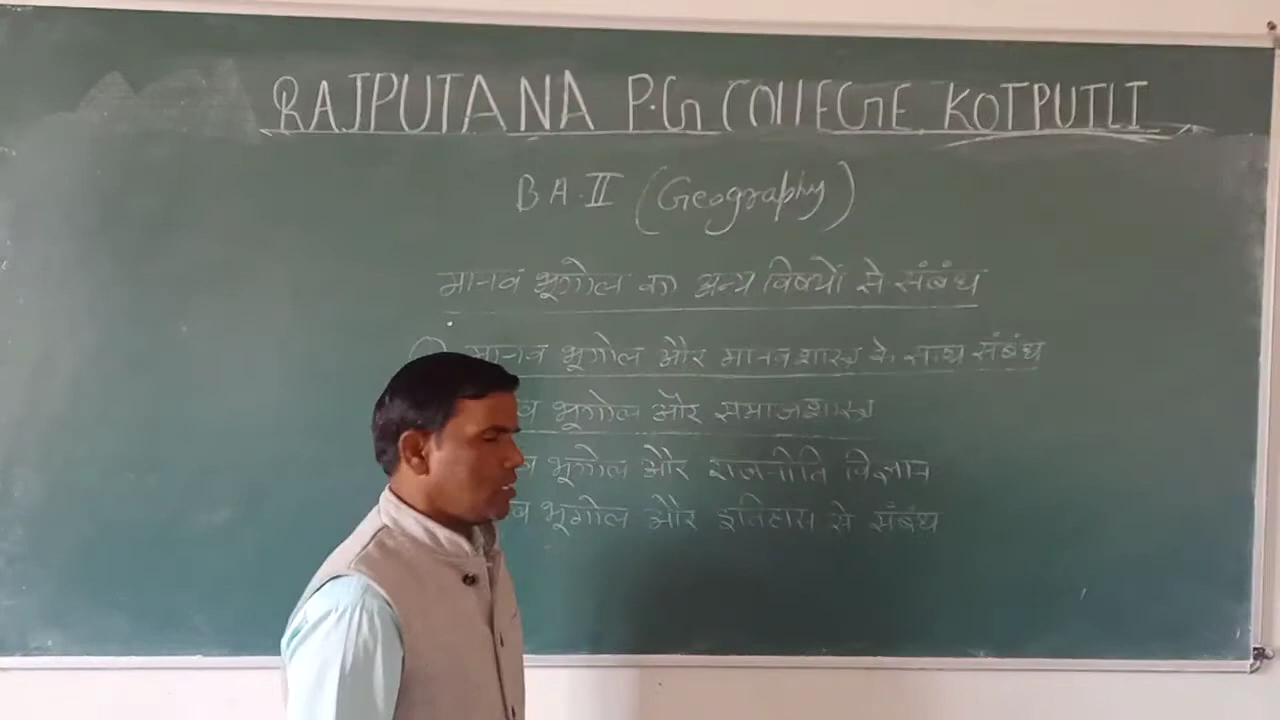 RAJPUTANA P.G COLLEGE KOTPUTLI
B A. II (Geography)
मानव भूगोल का अन्य विषयों से संबंध
मानव भूगोल और मानवशास्त्र के साथ संबंध
भूगोल और समाजशास्त्र
भूगोल और राजनीति विज्ञान
भूगोल और इतिहास से संबंध